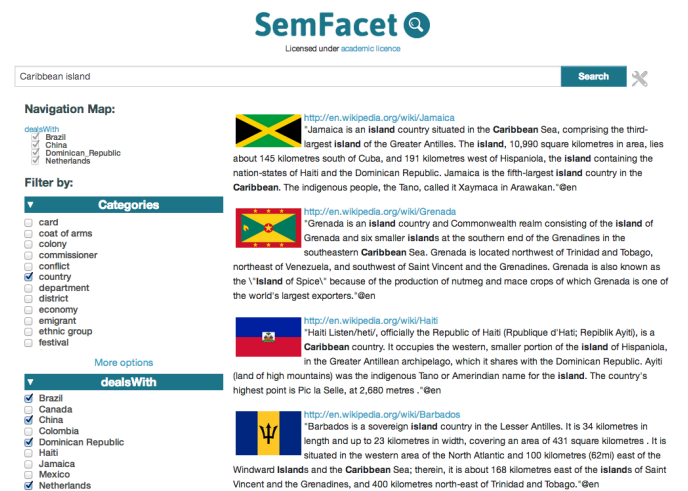 SemFacet
Licensed under academic licence
Caribbean island
Search
Navigation Map:
dealsWith
Brazil
China
Dominican_Republic
Netherlands
Filter by:
Categories
card
coat of arms
colony
commissioner
conflict
country
department
district
economy
emigrant
ethnic group
festival
More options
dealsWith
Brazil
Canada
China
Colombia
Dominican Republic
Haiti
Jamaica
Mexico
Netherlands
http://en.wikipedia.org/wiki/Jamaica
"Jamaica is an island country situated in the Caribbean Sea, comprising the third-
largest island of the Greater Antilles. The island, 10,990 square kilometres in area, lies
about 145 kilometres south of Cuba, and 191 kilometres west of Hispaniola, the island containing the
nation-states of Haiti and the Dominican Republic. Jamaica is the fifth-largest island country in the
Caribbean. The indigenous people, the Tano, called it Xaymaca in Arawakan."@en
http://en.wikipedia.org/wiki/Grenada
"Grenada is an island country and Commonwealth realm consisting of the island of
Grenada and six smaller islands at the southern end of the Grenadines in the
southeastern Caribbean Sea. Grenada is located northwest of Trinidad and Tobago,
northeast of Venezuela, and southwest of Saint Vincent and the Grenadines. Grenada is also known as
the \"Island of Spice\" because of the production of nutmeg and mace crops of which Grenada is one of
the world's largest exporters."@en
http://en.wikipedia.org/wiki/Haiti
"Haiti Listen/heti/, officially the Republic of Haiti (Rpublique d'Hati; Repiblik Ayiti), is a
Caribbean country. It occupies the western, smaller portion of the island of Hispaniola,
in the Greater Antillean archipelago, which it shares with the Dominican Republic. Ayiti
(land of high mountains) was the indigenous Tano or Amerindian name for the island. The country's
highest point is Pic la Selle, at 2,680 metres ."@en
http://en.wikipedia.org/wiki/Barbados
"Barbados is a sovereign island country in the Lesser Antilles. It is 34 kilometres in
length and up to 23 kilometres in width, covering an area of 431 square kilometres . It is
situated in the western area of the North Atlantic and 100 kilometres (62mi) east of the
Windward Islands and the Caribbean Sea; therein, it is about 168 kilometres east of the islands of Saint
Vincent and the Grenadines, and 400 kilometres north-east of Trinidad and Tobago."@en